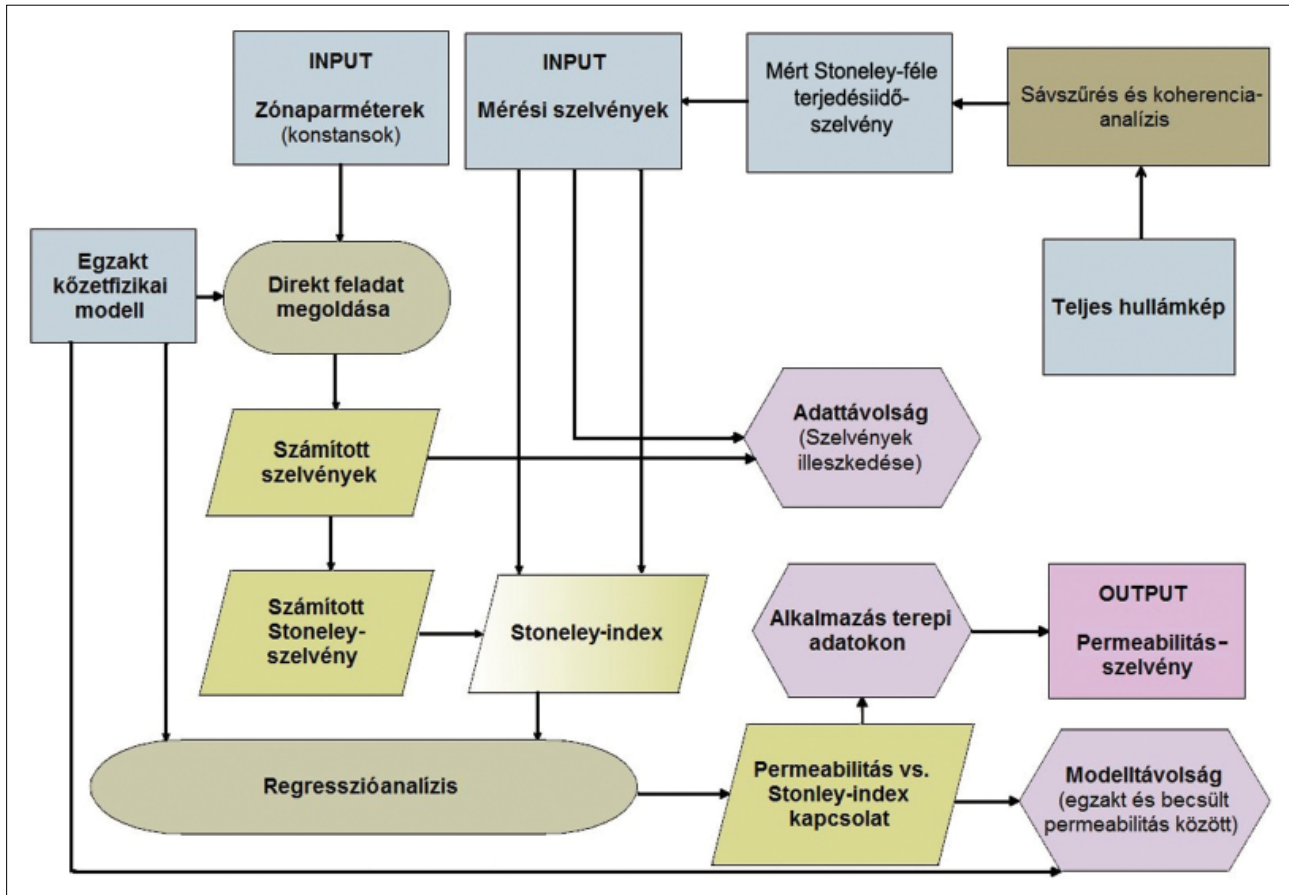 INPUT
Zónaparméterek
(konstansok)
INPUT
Mérési szelvények
Mért Stoneley-féle
terjedésiidő-
szelvény
Sávszűrés és koherencia-
analízis
Egzakt
kőzetfizikai
modell
Direkt feladat
megoldása
Teljes hullámkép
Számított
szelvények
Adattávolság
(Szelvények
illeszkedése)
Számított
Stoneley-
szelvény
Stoneley-index
Alkalmazás terepi
adatokon
OUTPUT
Permeabilitás–
szelvény
Regresszióanalízis
Permeabilitás vs.
Stonley-index
kapcsolat
Modelltávolság
(egzakt és becsült
permeabilitás között)